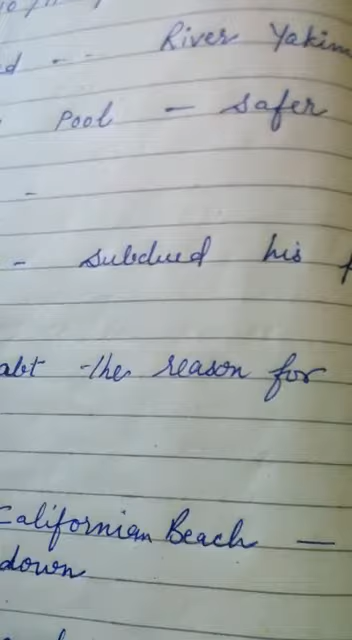 d - - River Yakim
Pool - safer
-
- subdued his f
abt the reason for
Californian Beach —
down